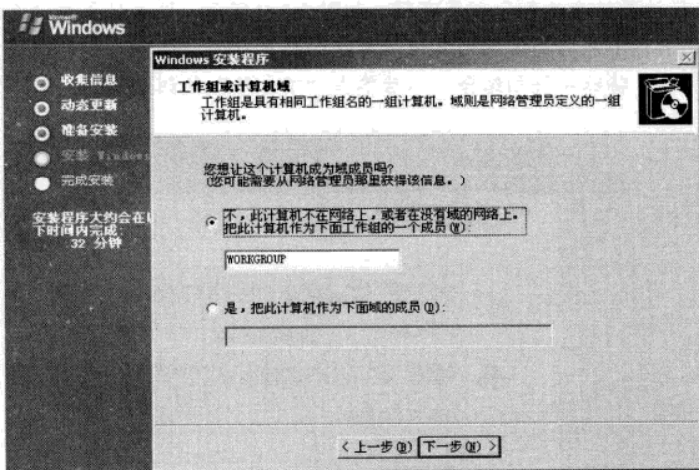 Microsoft
Windows
收集信息
动态更新
准备安装
安装 Windows
完成安装
安装程序大约会在以
下时间内完成:
32 分钟
Windows 安装程序
工作组或计算机域
工作组是具有相同工作组名的一组计算机。域则是网络管理员定义的一组
计算机。
您想让这个计算机成为域成员吗?
(您可能需要从网络管理员那里获得该信息。)
不，此计算机不在网络上，或者在没有域的网络上。
把此计算机作为下面工作组的一个成员(W):
WORKGROUP
是，把此计算机作为下面域的成员(D):
< 上一步(B) 下一步(N) >